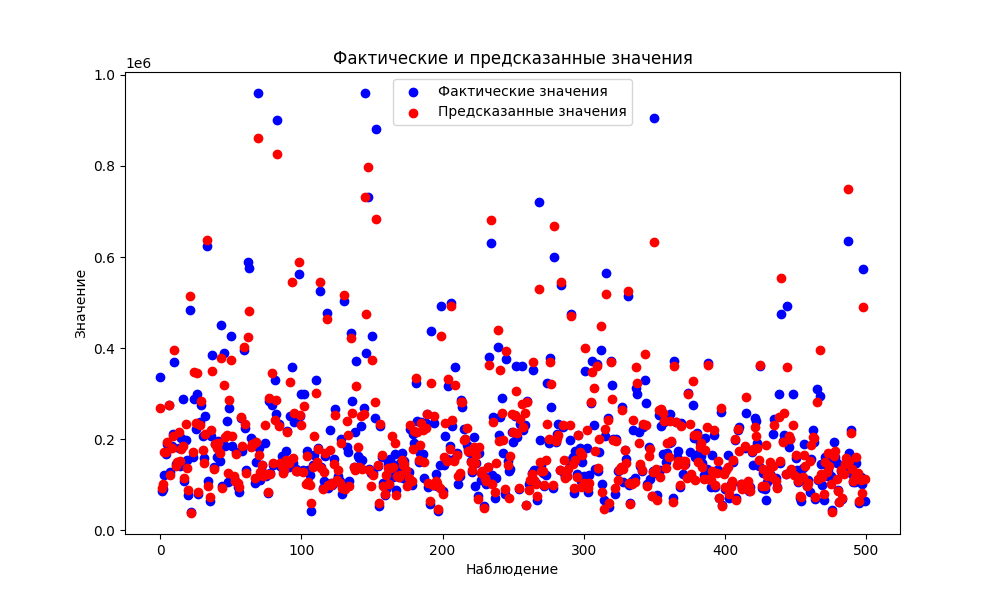 Фактические и предсказанные значения
1e6
Фактические значения
Предсказанные значения
1.0
0.8
0.6
0.4
0.2
0.0
Значение
0 100 200 300 400 500
Наблюдение